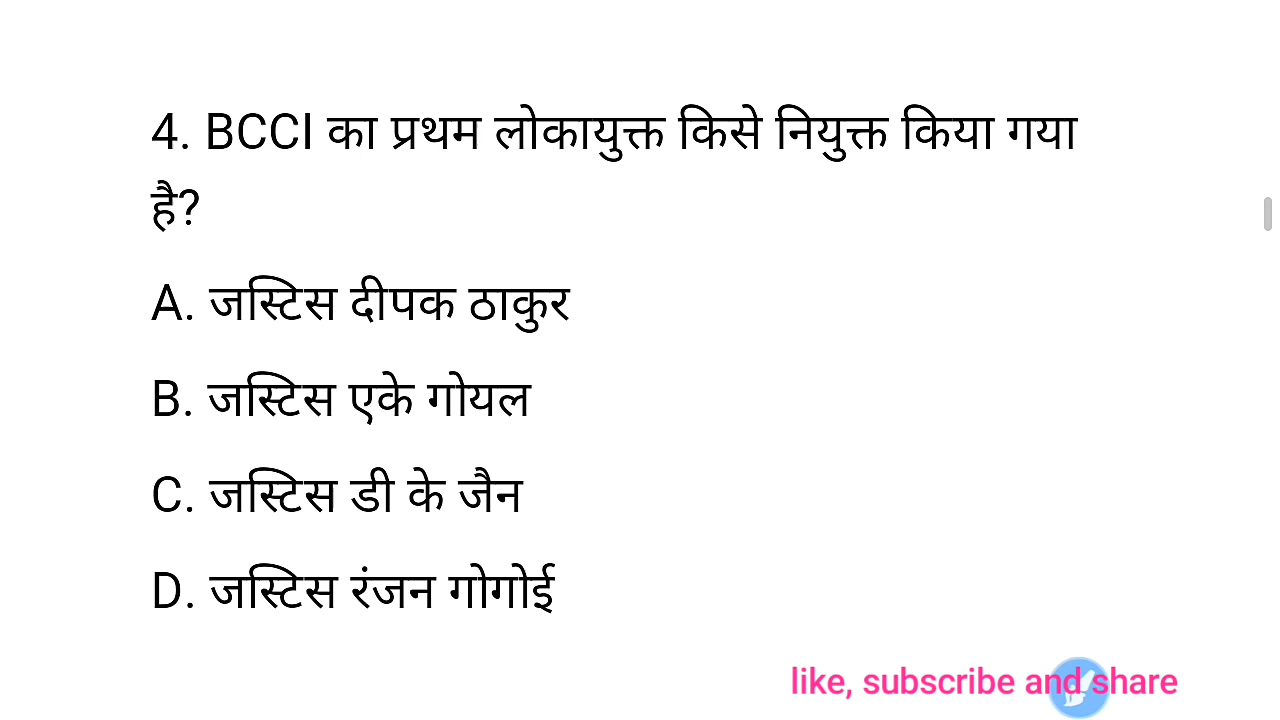 4. BCCI का प्रथम लोकायुक्त किसे नियुक्त किया गया
है?
A. जस्टिस दीपक ठाकुर
B. जस्टिस एके गोयल
C. जस्टिस डी के जैन
D. जस्टिस रंजन गोगोई
like, subscribe and share